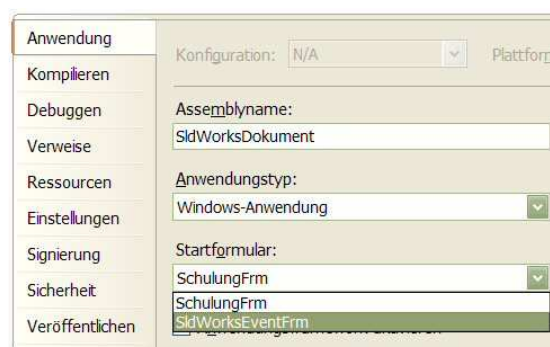 Anwendung
Kompilieren
Debuggen
Verweise
Ressourcen
Einstellungen
Signierung
Sicherheit
Veröffentlichen
Konfiguration: N/A
Assemblyname:
SldWorksDokument
Anwendungstyp:
Windows-Anwendung
Startformular:
SchulungFrm
SchulungFrm
SldWorksEventFrm